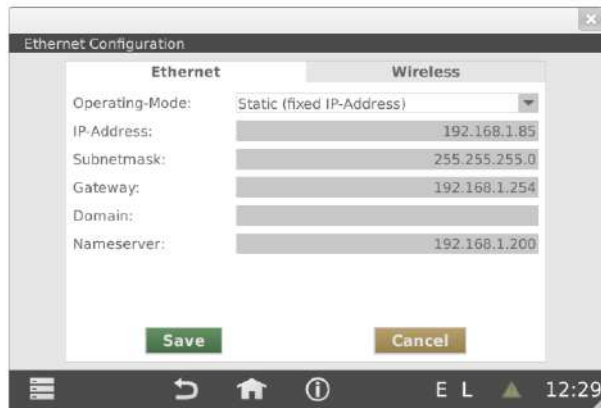 Ethernet Configuration
Ethernet Wireless
Operating-Mode: Static (fixed IP-Address)
IP-Address: 192.168.1.85
Subnetmask: 255.255.255.0
Gateway: 192.168.1.254
Domain:
Nameserver: 192.168.1.200
Save Cancel
E L 12:29